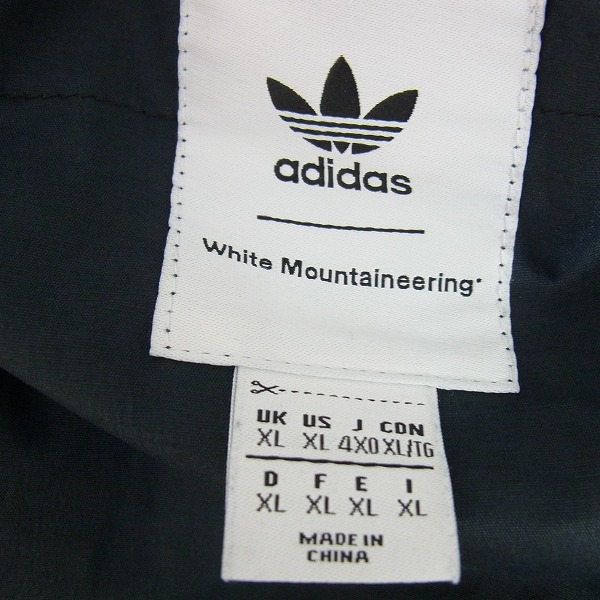 adidas
White Mountaineering
UK US J CDN
XL XL 4XO XL/TG
D F E I
XL XL XL XL
MADE IN
CHINA